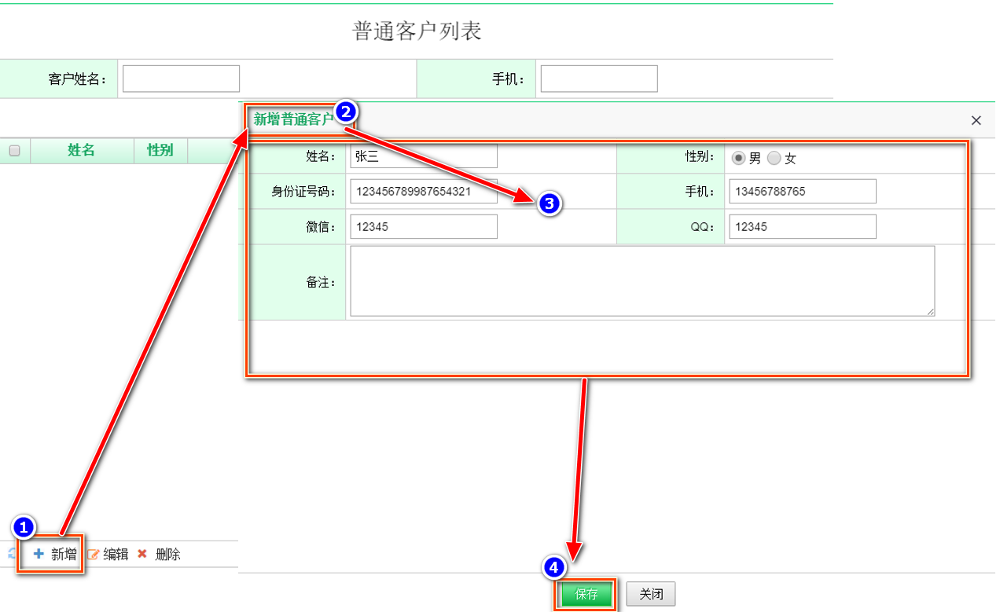 普通客户列表
客户姓名： 手机：
新增普通客户 2
姓名 性别
姓名： 张三 性别： 男 女
身份证号码： 123456789987654321 手机： 13456788765
3
微信： 12345 QQ： 12345
备注：
1
新增 编辑 删除
4
保存 关闭